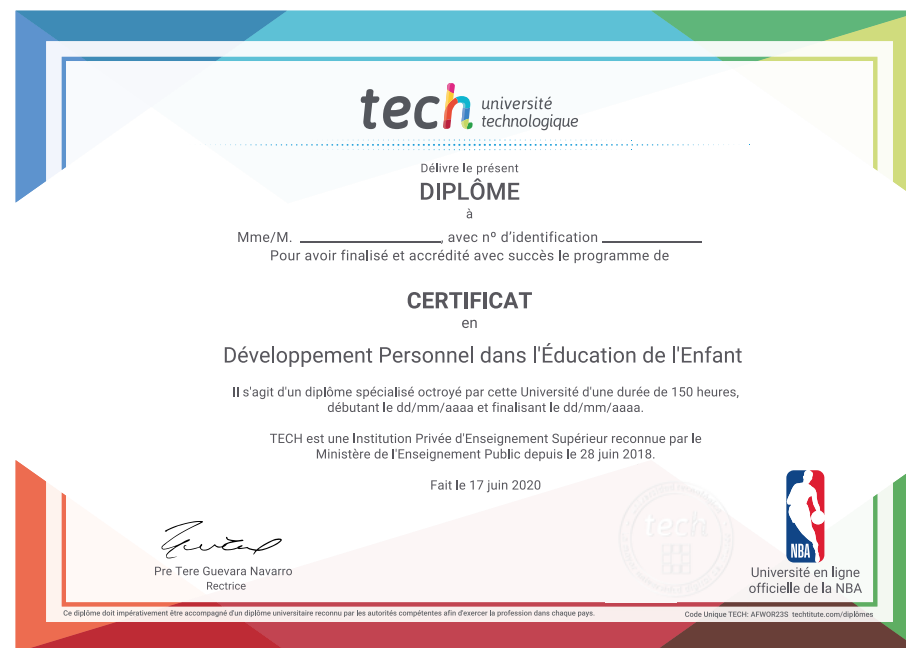 tech université
technologique
Délivre le présent
DIPLÔME
à
Mme/M. ____________________, avec nº d'identification ______________
Pour avoir finalisé et accrédité avec succès le programme de
CERTIFICAT
en
Développement Personnel dans l'Éducation de l'Enfant
Il s'agit d'un diplôme spécialisé octroyé par cette Université d'une durée de 150 heures,
débutant le dd/mm/aaaa et finalisant le dd/mm/aaaa.
TECH est une Institution Privée d'Enseignement Supérieur reconnue par le
Ministère de l'Enseignement Public depuis le 28 juin 2018.
Fait le 17 juin 2020
tech
NBA
Pre Tere Guevara Navarro
Rectrice
Université en ligne
officielle de la NBA
Ce diplôme doit impérativement être accompagné d'un diplôme universitaire reconnu par les autorités compétentes afin d'exercer la profession dans chaque pays.
Code Unique TECH: AFWOR23S techtitute.com/diplômes